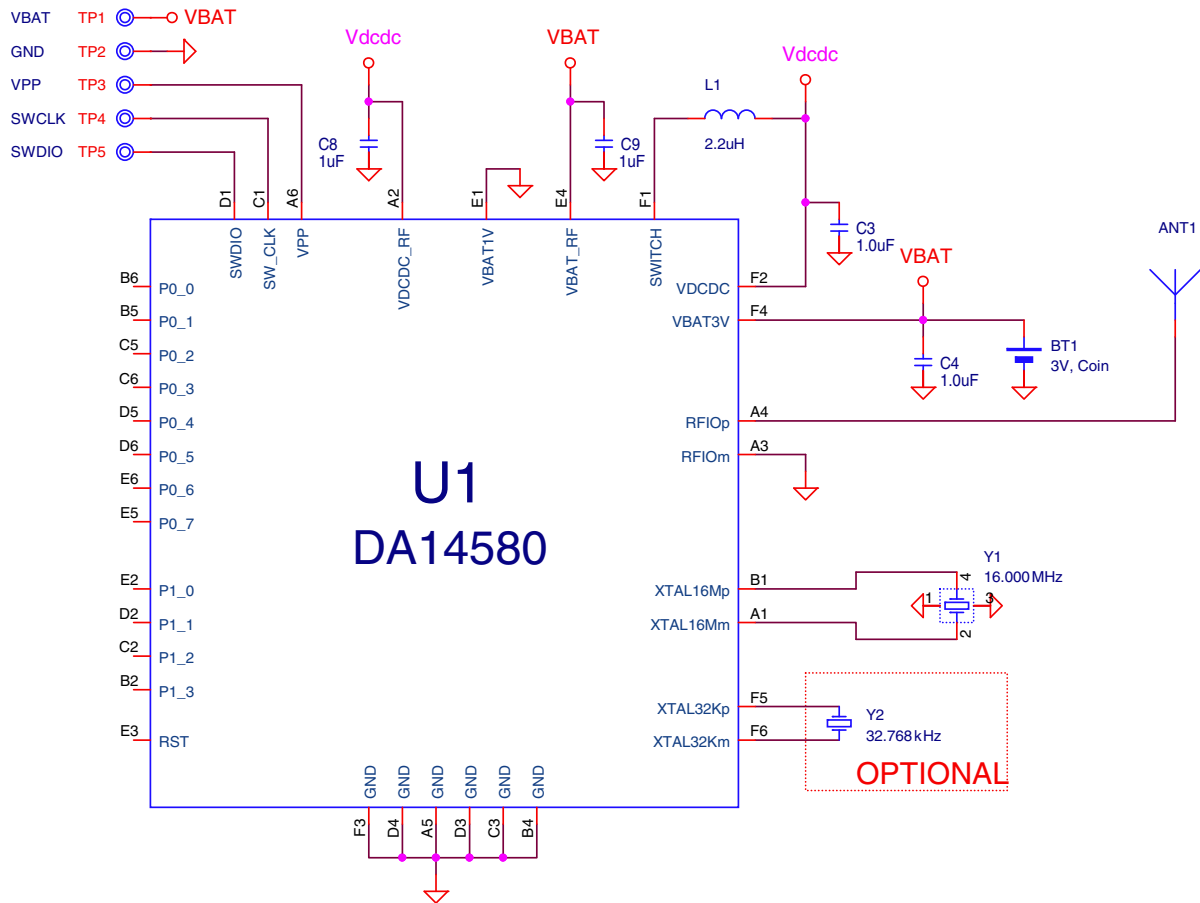 VBAT TP1 VBAT
GND TP2
VPP TP3
SWCLK TP4
SWDIO TP5
Vdcdc
VBAT
Vdcdc
L1
2.2uH
C8
1uF
C9
1uF
C3
1.0uF
VBAT
ANT1
C4
1.0uF
BT1
3V, Coin
D1
C1
A6
A2
E1
E4
F1
SWDIO
SW_CLK
VPP
VDCDC_RF
VBAT1V
VBAT_RF
SWITCH
B6 P0_0
B5 P0_1
C5 P0_2
C6 P0_3
D5 P0_4
D6 P0_5
E6 P0_6
E5 P0_7
E2 P1_0
D2 P1_1
C2 P1_2
B2 P1_3
E3 RST
U1
DA14580
VDCDC F2
VBAT3V F4
RFIOp A4
RFIOm A3
XTAL16Mp B1
XTAL16Mm A1
XTAL32Kp F5
XTAL32Km F6
Y1
16.000MHz
4
1
3
2
Y2
32.768kHz
OPTIONAL
GND
GND
GND
GND
GND
GND
F3
D4
A5
D3
C3
B4